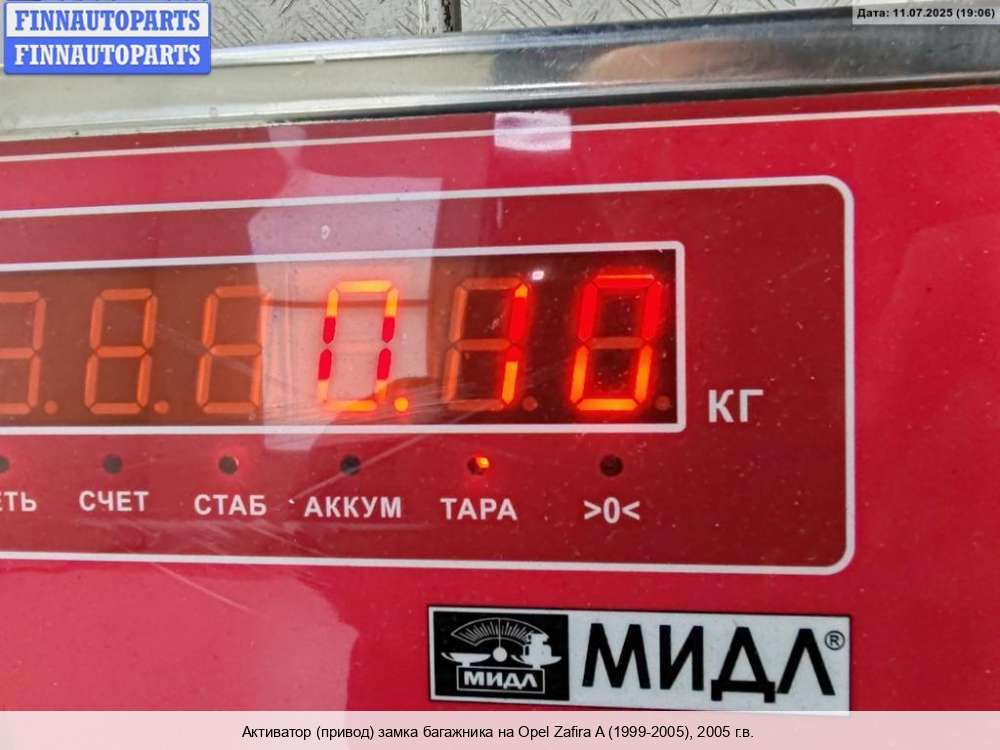 FINNAUTOPARTS
FINNAUTOPARTS
Дата: 11.07.2025 (19:06)
0.10
КГ
СЧЕТ СТАБ АККУМ ТАРА >0<
МИДЛ
МИДЛ®
Активатор (привод) замка багажника на Opel Zafira A (1999-2005), 2005 г.в.